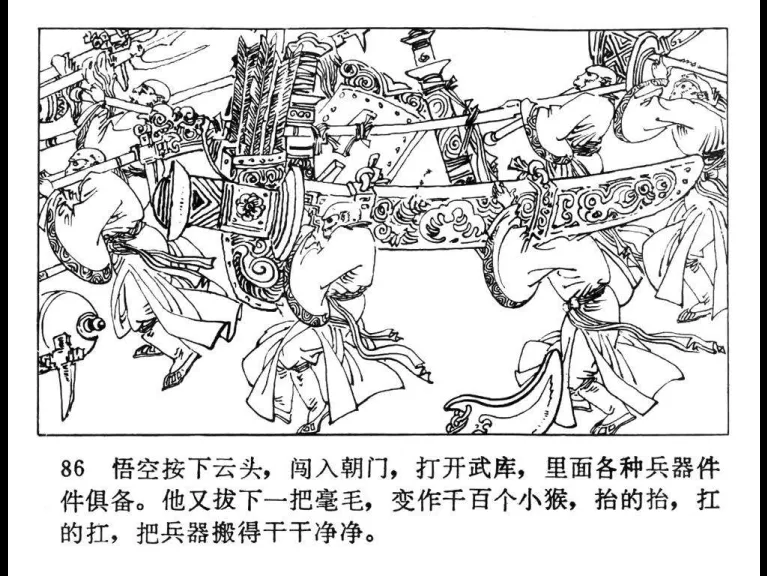 86 悟空按下云头，闯入朝门，打开武库，里面各种兵器件
件俱备。他又拔下一把毫毛，变作千百个小猴，抬的抬，扛
的扛，把兵器搬得干干净净。